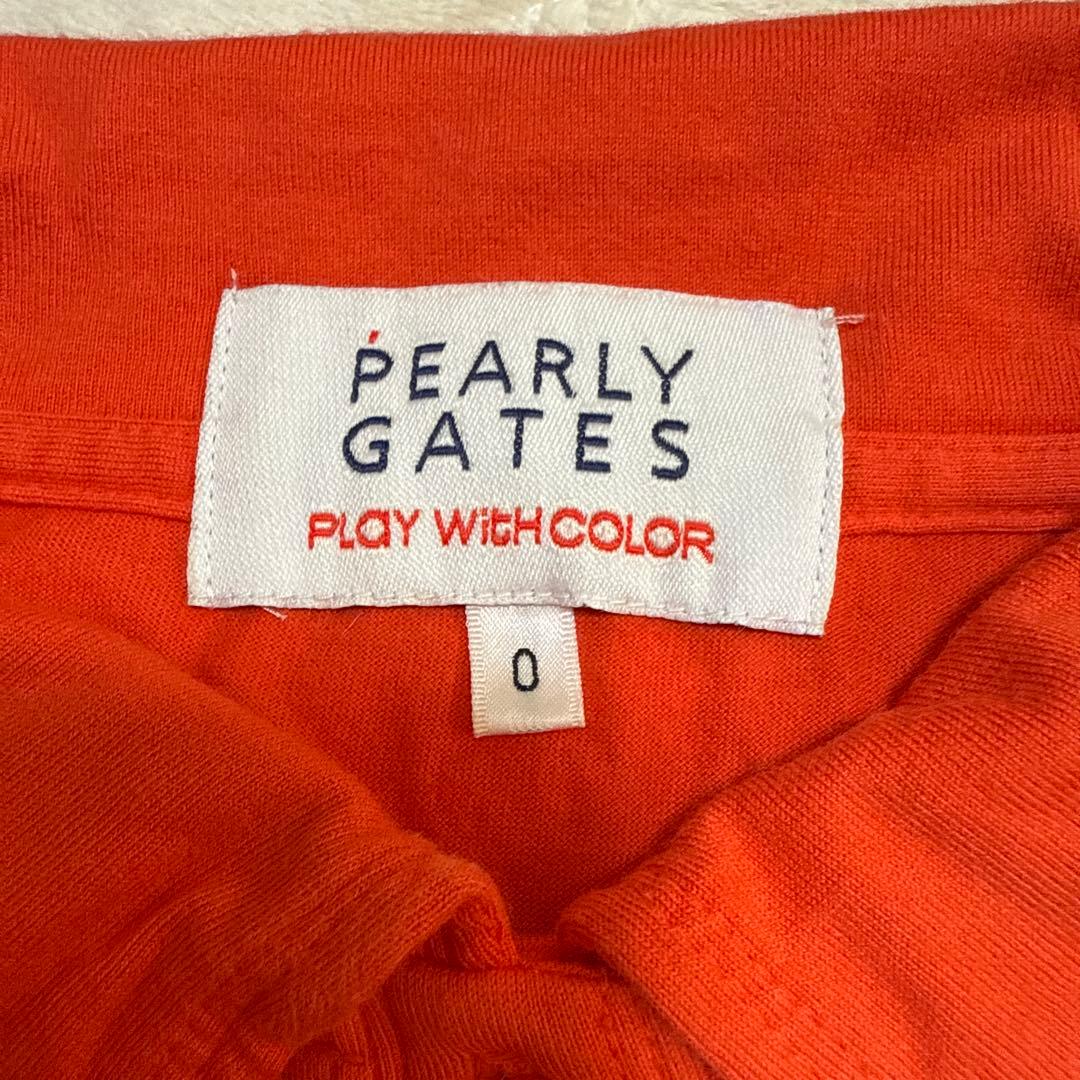 PEARLY
GATES
PLAY WitH COLOR
0